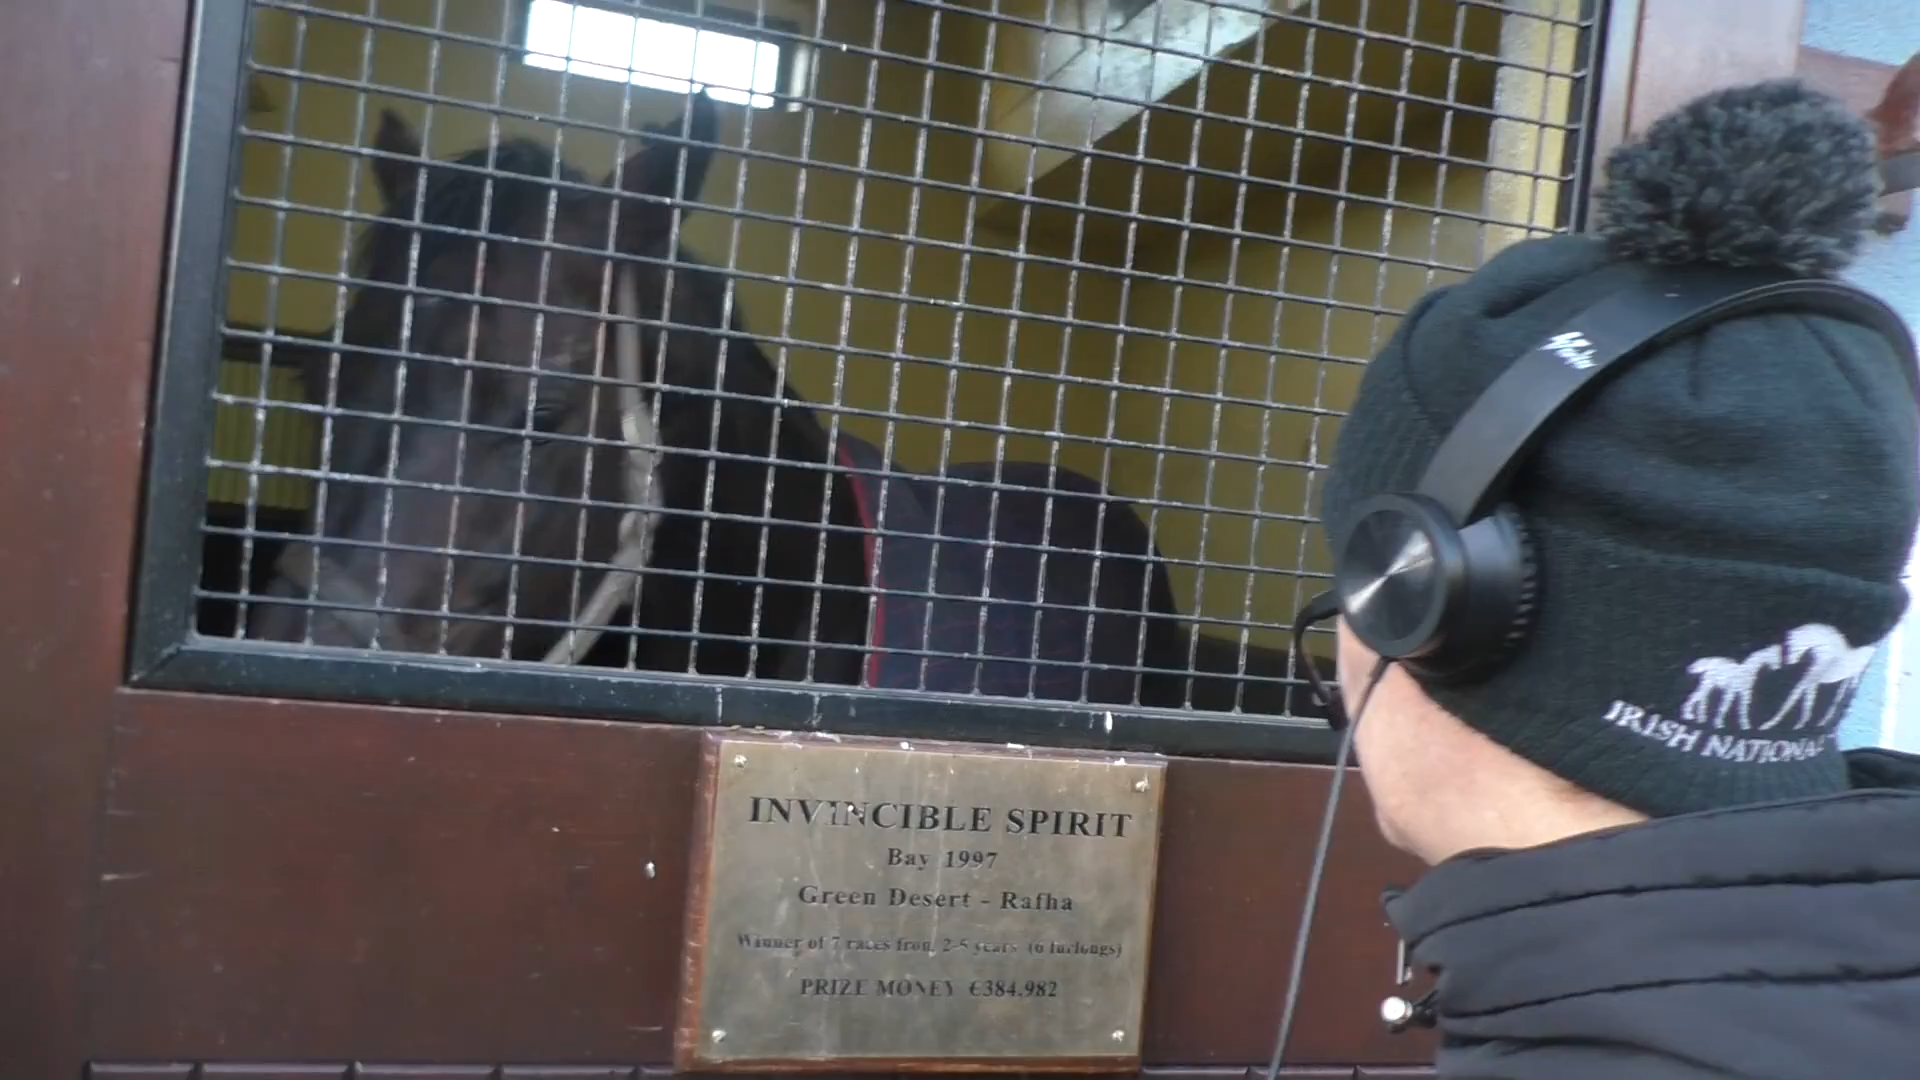 INVINCIBLE SPIRIT
Bay 1997
Green Desert - Rafha
Winner of 7 races from 2-5 years (6 furlongs)
PRIZE MONEY €384,982
IRISH NATIONAL